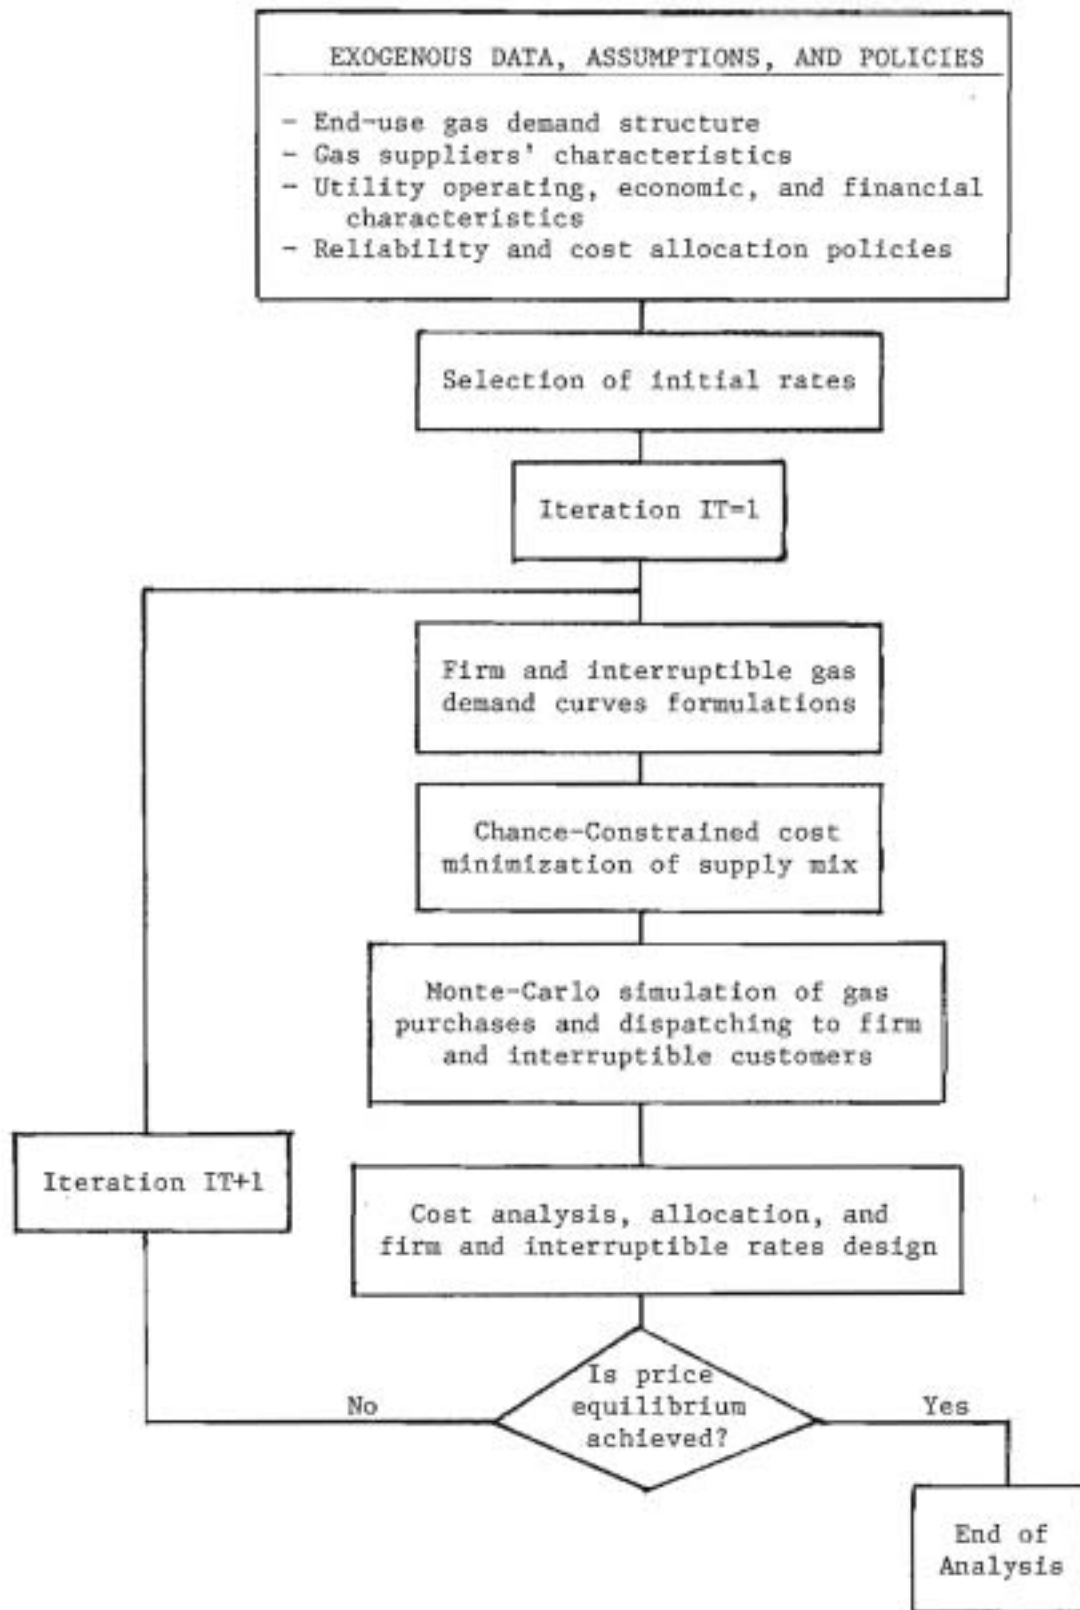 EXOGENOUS DATA, ASSUMPTIONS, AND POLICIES
- End-use gas demand structure
- Gas suppliers' characteristics
- Utility operating, economic, and financial
characteristics
- Reliability and cost allocation policies
Selection of initial rates
Iteration IT=1
Firm and interruptible gas
demand curves formulations
Chance-Constrained cost
minimization of supply mix
Monte-Carlo simulation of gas
purchases and dispatching to firm
and interruptible customers
Iteration IT+1
Cost analysis, allocation, and
firm and interruptible rates design
Is price
equilibrium
achieved?
No
Yes
End of
Analysis